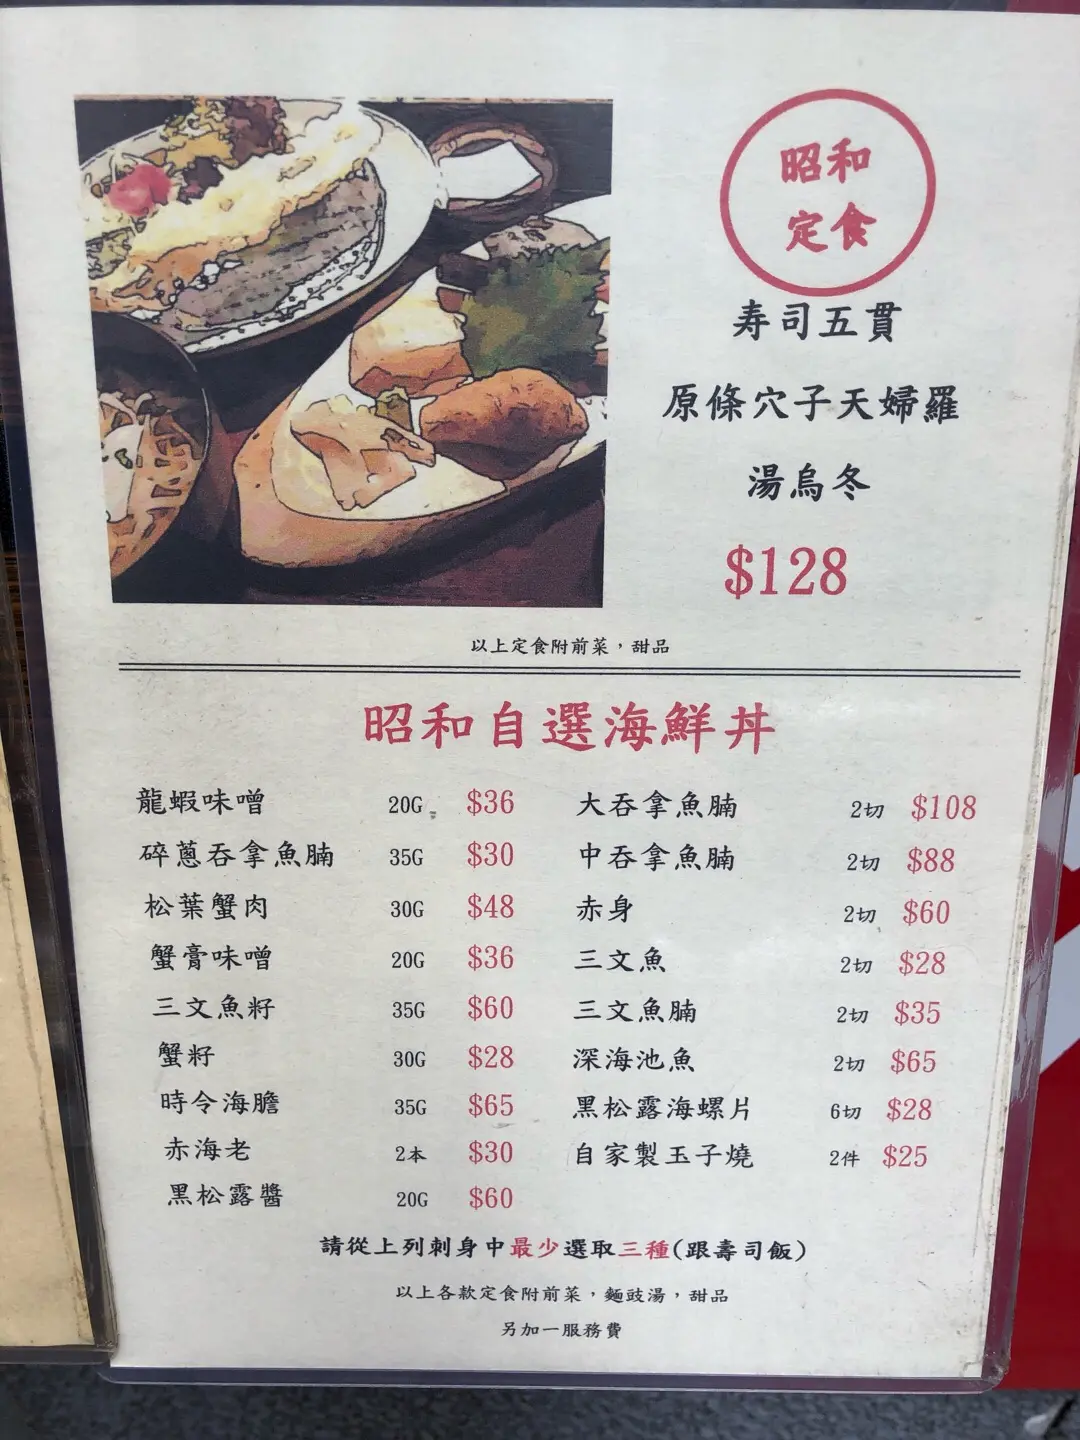 昭和
定食
寿司五貫
原條穴子天婦羅
湯烏冬
$128
以上定食附前菜，甜品
昭和自選海鮮丼
龍蝦味噌 20G $36
碎蔥吞拿魚腩 35G $30
松葉蟹肉 30G $48
蟹膏味噌 20G $36
三文魚籽 35G $60
蟹籽 30G $28
時令海膽 35G $65
赤海老 2本 $30
黑松露醬 20G $60
大吞拿魚腩 2切 $108
中吞拿魚腩 2切 $88
赤身 2切 $60
三文魚 2切 $28
三文魚腩 2切 $35
深海池魚 2切 $65
黑松露海螺片 6切 $28
自家製玉子燒 2件 $25
請從上列刺身中最少選取三種(跟壽司飯)
以上各款定食附前菜，麵豉湯，甜品
另加一服務費